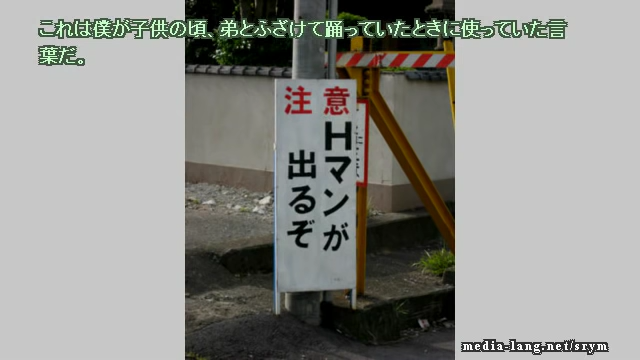 これは僕が子供の頃、弟とふざけて踊っていたときに使っていた言
葉だ。
注意
Hマンが
出るぞ
media-lang.net/srym